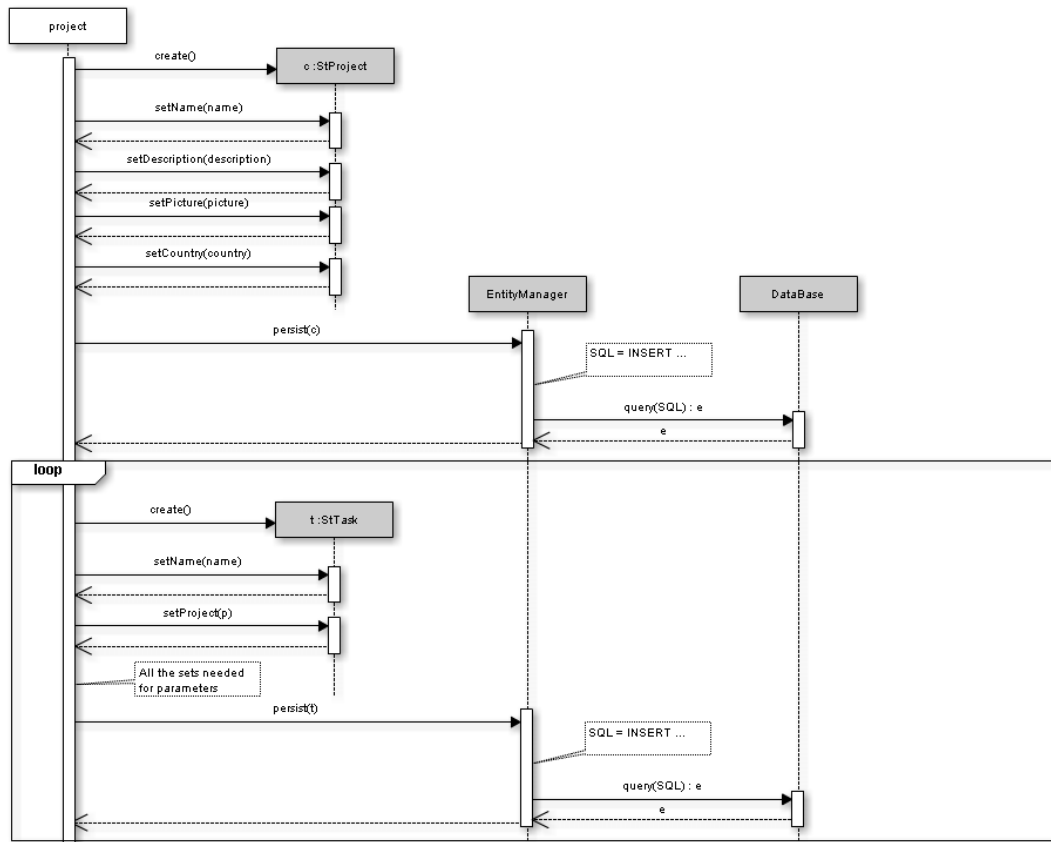 project
create()
c :StProject
setName(name)
setDescription(description)
setPicture(picture)
setCountry(country)
EntityManager
DataBase
persist(c)
SQL = INSERT ...
query(SQL) : e
e
loop
create()
t :StTask
setName(name)
setProject(p)
All the sets needed
for parameters
persist(t)
SQL = INSERT ...
query(SQL) : e
e